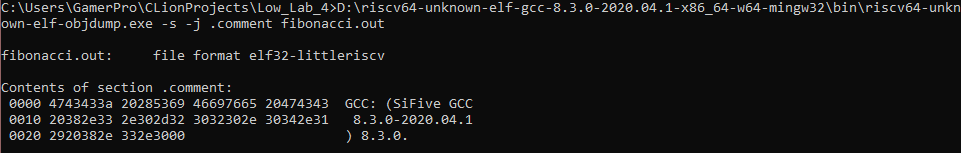 C:\Users\GamerPro\CLionProjects\Low_Lab_4>D:\riscv64-unknown-elf-gcc-8.3.0-2020.04.1-x86_64-w64-mingw32\bin\riscv64-unkn
own-elf-objdump.exe -s -j .comment fibonacci.out
fibonacci.out:     file format elf32-littleriscv
Contents of section .comment:
 0000 4743433a 20285369 46697665 20474343  GCC: (SiFive GCC
 0010 20382e33 2e302d32 3032302e 30342e31   8.3.0-2020.04.1
 0020 2920382e 332e3000                    ) 8.3.0.